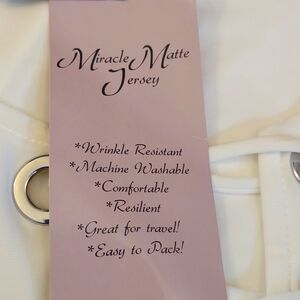 Miracle Matte
Jersey
*Wrinkle Resistant
*Machine Washable
*Comfortable
*Resilient
*Great for travel!
*Easy to Pack!